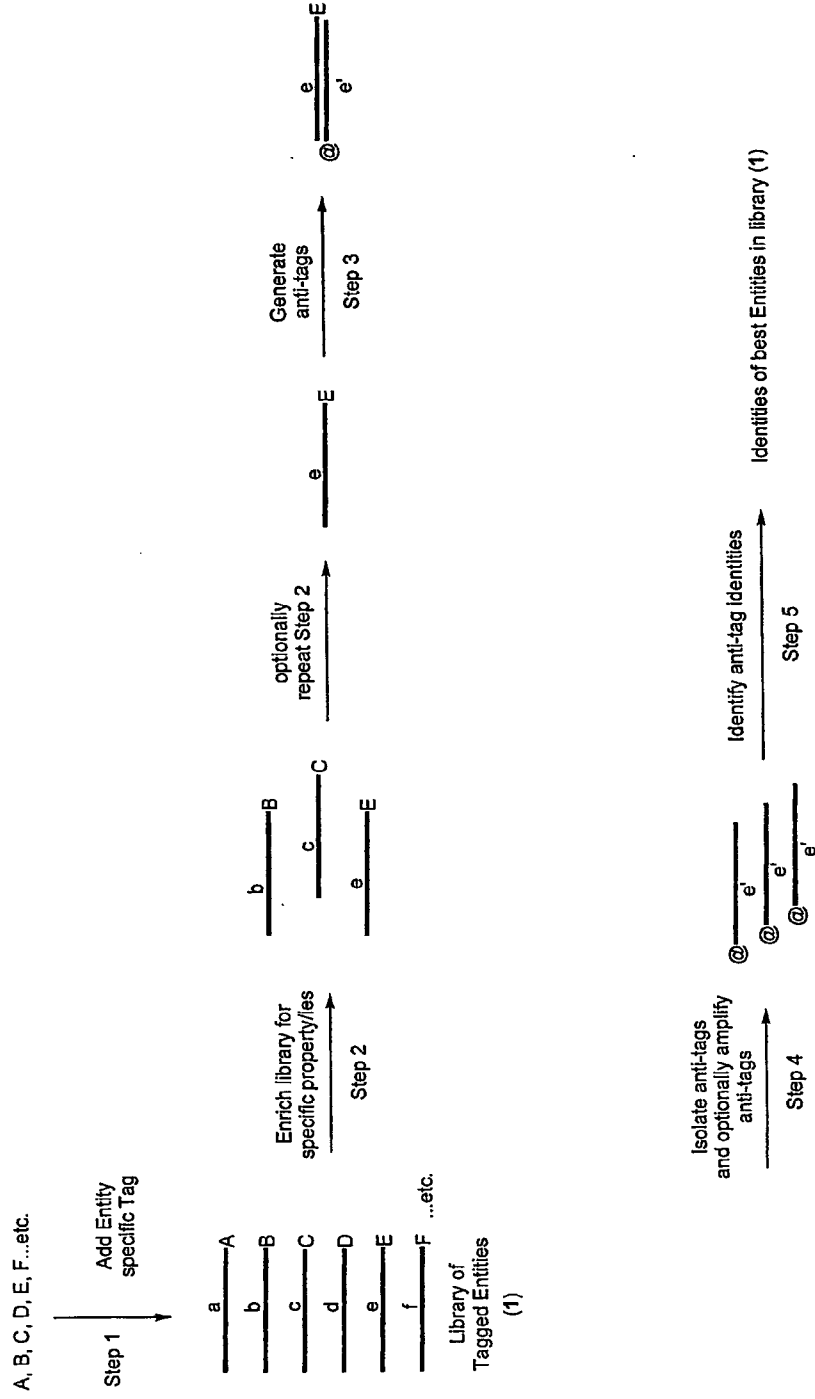 A, B, C, D, E, F...etc.
Step 1
Add Entity
specific Tag
a
A
b
B
c
C
d
D
e
E
f
F
...etc.
Library of
Tagged Entities
(1)
Enrich library for
specific property/ies
Step 2
b
B
c
C
e
E
optionally
repeat Step 2
e
E
Generate
anti-tags
Step 3
e
E
@
e'
Isolate anti-tags
and optionally amplify
anti-tags
Step 4
@
e'
@
e'
@
e'
Identify anti-tag identities
Step 5
Identities of best Entities in library (1)